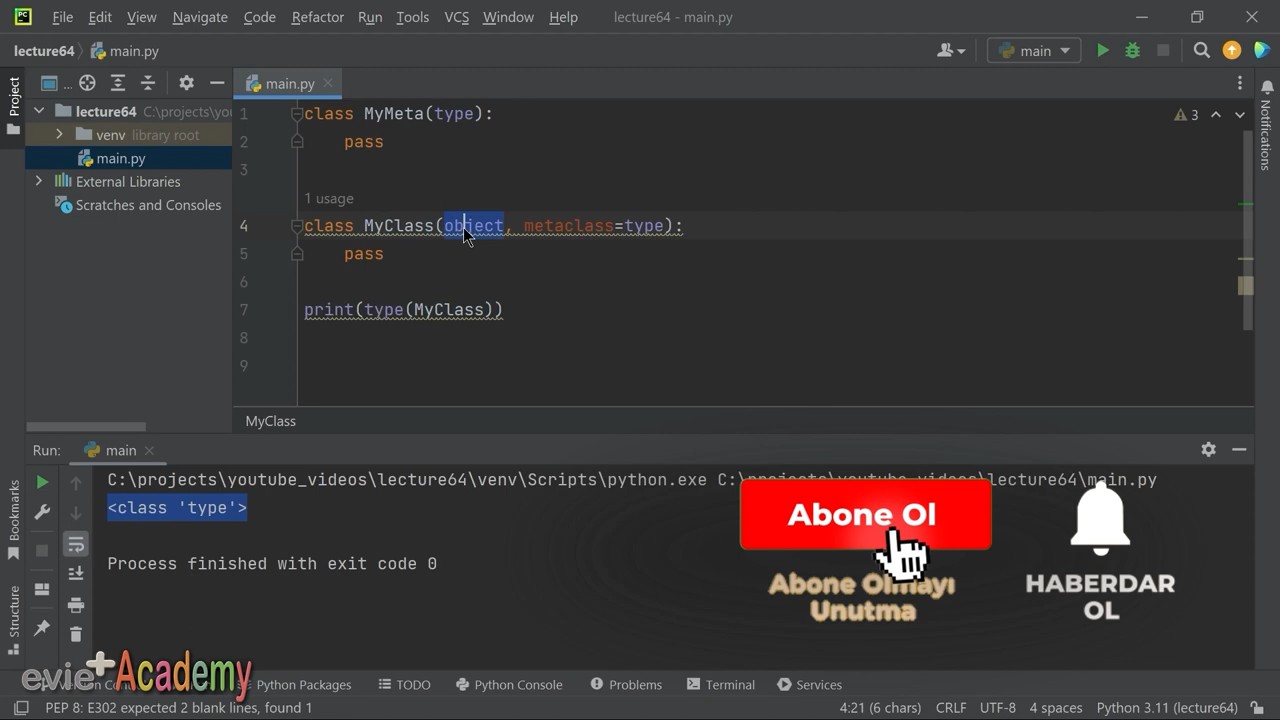 File Edit View Navigate Code Refactor Run Tools VCS Window Help lecture64 - main.py
lecture64 main.py main
Project ... main.py
lecture64 C:\projects\you
venv library root
main.py
External Libraries
Scratches and Consoles
1 class MyMeta(type):
2 pass
3
1 usage
4 class MyClass(object, metaclass=type):
5 pass
6
7 print(type(MyClass))
8
9
3
Notifications
MyClass
Run: main
C:\projects\youtube_videos\lecture64\venv\Scripts\python.exe C:\projects\youtube_videos\lecture64\main.py
<class 'type'>
Process finished with exit code 0
Bookmarks
Structure
Abone Ol
Abone Olmayı
Unutma
HABERDAR
OL
evie+Academy
Python Packages TODO Python Console Problems Terminal Services
PEP 8: E302 expected 2 blank lines, found 1 4:21 (6 chars) CRLF UTF-8 4 spaces Python 3.11 (lecture64)